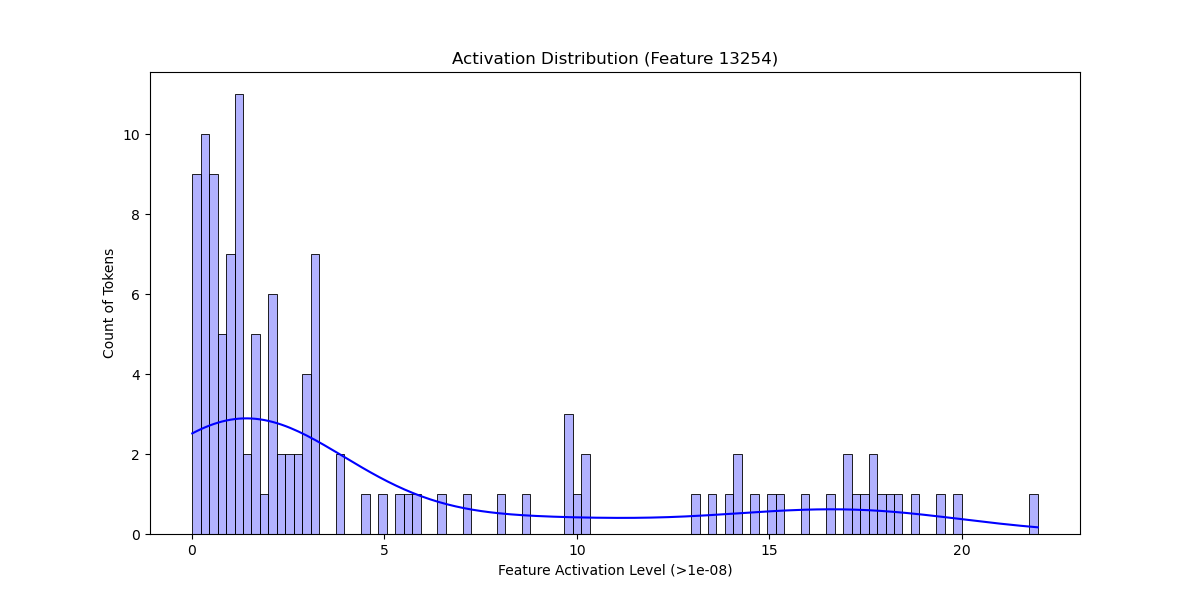 Activation Distribution (Feature 13254)
Count of Tokens
10
8
6
4
2
0
0 5 10 15 20
Feature Activation Level (>1e-08)